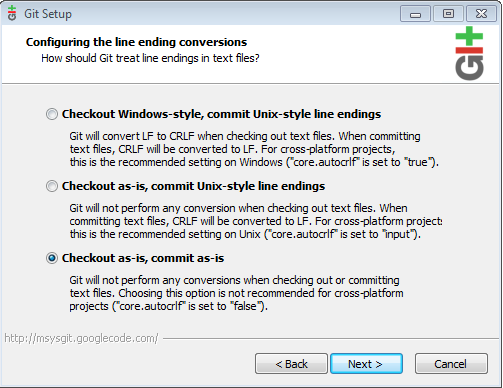 Git Setup
Configuring the line ending conversions
How should Git treat line endings in text files?
GIT
Checkout Windows-style, commit Unix-style line endings
Git will convert LF to CRLF when checking out text files. When committing
text files, CRLF will be converted to LF. For cross-platform projects,
this is the recommended setting on Windows ("core.autocrlf" is set to "true").
Checkout as-is, commit Unix-style line endings
Git will not perform any conversion when checking out text files. When
committing text files, CRLF will be converted to LF. For cross-platform projects
this is the recommended setting on Unix ("core.autocrlf" is set to "input").
Checkout as-is, commit as-is
Git will not perform any conversions when checking out or committing
text files. Choosing this option is not recommended for cross-platform
projects ("core.autocrlf" is set to "false").
http://msysgit.googlecode.com/
< Back
Next >
Cancel